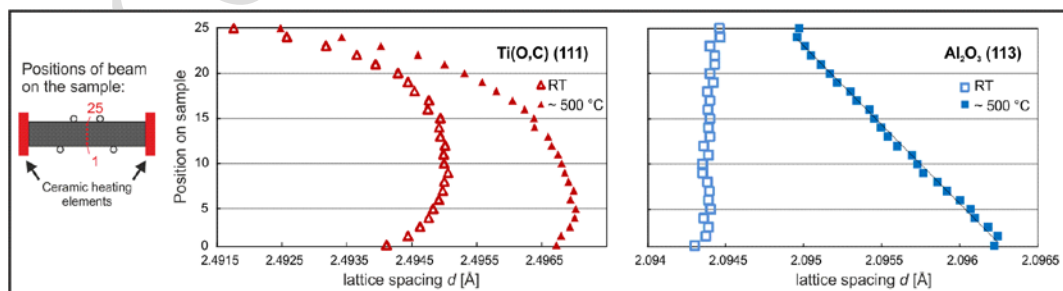 Positions of beam
on the sample:
25
1
Ceramic heating
elements
Position on sample
25
20
15
10
5
0
Ti(O,C) (111)
RT
~ 500 °C
2.4915 2.4925 2.4935 2.4945 2.4955 2.4965
lattice spacing d [Å]
Al₂O₃ (113)
RT
~ 500 °C
2.094 2.0945 2.095 2.0955 2.096 2.0965
lattice spacing d [Å]